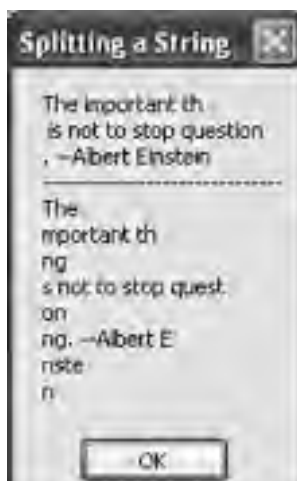 Splitting a String
The important th
is not to stop question
, --Albert Einstein
-----------------------------
The
mportant th
ng
s not to stop quest
on
ng. --Albert E
nste
n
OK